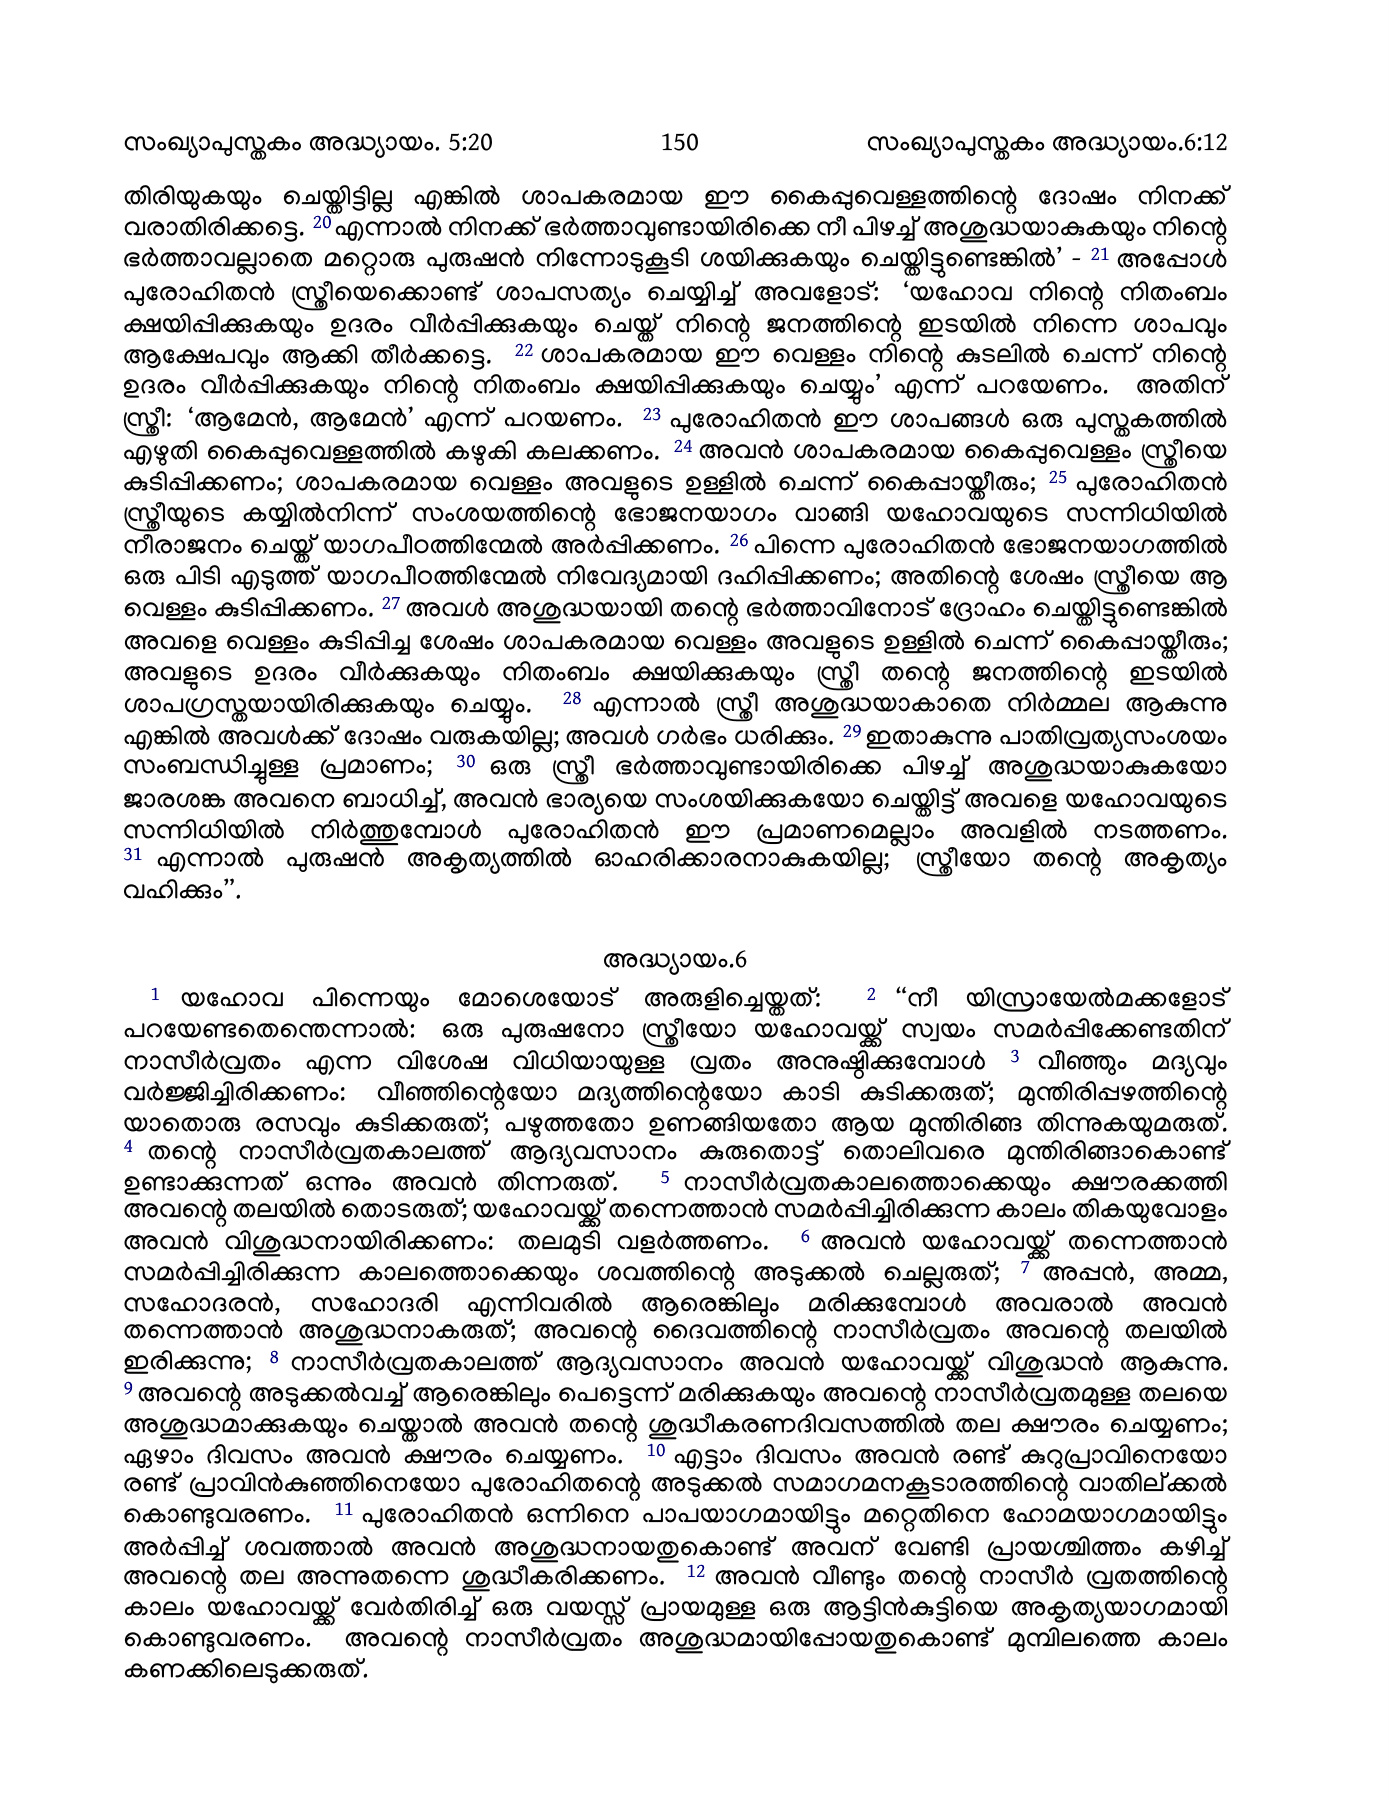 സംഖ്യാപുസ്തകം അദ്ധ്യായം. 5:20 150 സംഖ്യാപുസ്തകം അദ്ധ്യായം.6:12
തിരിയുകയും ചെയ്തിട്ടില്ല എങ്കിൽ ശാപകരമായ ഈ കൈപ്പുവെള്ളത്തിന്റെ ദോഷം നിനക്ക്
വരാതിരിക്കട്ടെ. 20 എന്നാൽ നിനക്ക് ഭർത്താവുണ്ടായിരിക്കെ നീ പിഴച്ച് അശുദ്ധയാകുകയും നിന്റെ
ഭർത്താവല്ലാതെ മറ്റൊരു പുരുഷൻ നിന്നോടുകൂടി ശയിക്കുകയും ചെയ്തിട്ടുണ്ടെങ്കിൽ’ - 21 അപ്പോൾ
പുരോഹിതൻ സ്ത്രീയെക്കൊണ്ട് ശാപസത്യം ചെയ്യിച്ച് അവളോട്: ‘യഹോവ നിന്റെ നിതംബം
ക്ഷയിപ്പിക്കുകയും ഉദരം വീർപ്പിക്കുകയും ചെയ്ത് നിന്റെ ജനത്തിന്റെ ഇടയിൽ നിന്നെ ശാപവും
ആക്ഷേപവും ആക്കി തീർക്കട്ടെ. 22 ശാപകരമായ ഈ വെള്ളം നിന്റെ കുടലിൽ ചെന്ന് നിന്റെ
ഉദരം വീർപ്പിക്കുകയും നിന്റെ നിതംബം ക്ഷയിപ്പിക്കുകയും ചെയ്യും’ എന്ന് പറയേണം. അതിന്
സ്ത്രീ: ‘ആമേൻ, ആമേൻ’ എന്ന് പറയണം. 23 പുരോഹിതൻ ഈ ശാപങ്ങൾ ഒരു പുസ്തകത്തിൽ
എഴുതി കൈപ്പുവെള്ളത്തിൽ കഴുകി കലക്കണം. 24 അവൻ ശാപകരമായ കൈപ്പുവെള്ളം സ്ത്രീയെ
കുടിപ്പിക്കണം; ശാപകരമായ വെള്ളം അവളുടെ ഉള്ളിൽ ചെന്ന് കൈപ്പായ്തീരും; 25 പുരോഹിതൻ
സ്ത്രീയുടെ കയ്യിൽനിന്ന് സംശയത്തിന്റെ ഭോജനയാഗം വാങ്ങി യഹോവയുടെ സന്നിധിയിൽ
നീരാജനം ചെയ്ത് യാഗപീഠത്തിന്മേൽ അർപ്പിക്കണം. 26 പിന്നെ പുരോഹിതൻ ഭോജനയാഗത്തിൽ
ഒരു പിടി എടുത്ത് യാഗപീഠത്തിന്മേൽ നിവേദ്യമായി ദഹിപ്പിക്കണം; അതിന്റെ ശേഷം സ്ത്രീയെ ആ
വെള്ളം കുടിപ്പിക്കണം. 27 അവൾ അശുദ്ധയായി തന്റെ ഭർത്താവിനോട് ദ്രോഹം ചെയ്തിട്ടുണ്ടെങ്കിൽ
അവളെ വെള്ളം കുടിപ്പിച്ച ശേഷം ശാപകരമായ വെള്ളം അവളുടെ ഉള്ളിൽ ചെന്ന് കൈപ്പായ്തീരും;
അവളുടെ ഉദരം വീർക്കുകയും നിതംബം ക്ഷയിക്കുകയും സ്ത്രീ തന്റെ ജനത്തിന്റെ ഇടയിൽ
ശാപഗ്രസ്തയായിരിക്കുകയും ചെയ്യും. 28 എന്നാൽ സ്ത്രീ അശുദ്ധയാകാതെ നിർമ്മല ആകുന്നു
എങ്കിൽ അവൾക്ക് ദോഷം വരുകയില്ല; അവൾ ഗർഭം ധരിക്കും. 29 ഇതാകുന്നു പാതിവ്രത്യസംശയം
സംബന്ധിച്ചുള്ള പ്രമാണം; 30 ഒരു സ്ത്രീ ഭർത്താവുണ്ടായിരിക്കെ പിഴച്ച് അശുദ്ധയാകുകയോ
ജാരശങ്ക അവനെ ബാധിച്ച്, അവൻ ഭാര്യയെ സംശയിക്കുകയോ ചെയ്തിട്ട് അവളെ യഹോവയുടെ
സന്നിധിയിൽ നിർത്തുമ്പോൾ പുരോഹിതൻ ഈ പ്രമാണമെല്ലാം അവളിൽ നടത്തണം.
31 എന്നാൽ പുരുഷൻ അകൃത്യത്തിൽ ഓഹരിക്കാരനാകുകയില്ല; സ്ത്രീയോ തന്റെ അകൃത്യം
വഹിക്കും”.
അദ്ധ്യായം.6
1 യഹോവ പിന്നെയും മോശെയോട് അരുളിച്ചെയ്തത്: 2 “നീ യിസ്രായേൽമക്കളോട്
പറയേണ്ടതെന്തെന്നാൽ: ഒരു പുരുഷനോ സ്ത്രീയോ യഹോവയ്ക്ക് സ്വയം സമർപ്പിക്കേണ്ടതിന്
നാസീർവ്രതം എന്ന വിശേഷ വിധിയായുള്ള വ്രതം അനുഷ്ഠിക്കുമ്പോൾ 3 വീഞ്ഞും മദ്യവും
വർജ്ജിച്ചിരിക്കണം: വീഞ്ഞിന്റെയോ മദ്യത്തിന്റെയോ കാടി കുടിക്കരുത്; മുന്തിരിപ്പഴത്തിന്റെ
യാതൊരു രസവും കുടിക്കരുത്; പഴുത്തതോ ഉണങ്ങിയതോ ആയ മുന്തിരിങ്ങ തിന്നുകയുമരുത്.
4 തന്റെ നാസീർവ്രതകാലത്ത് ആദ്യവസാനം കുരുതൊട്ട് തൊലിവരെ മുന്തിരിങ്ങാകൊണ്ട്
ഉണ്ടാക്കുന്നത് ഒന്നും അവൻ തിന്നരുത്. 5 നാസീർവ്രതകാലത്തൊക്കെയും ക്ഷൗരക്കത്തി
അവന്റെ തലയിൽ തൊടരുത്; യഹോവയ്ക്ക് തന്നെത്താൻ സമർപ്പിച്ചിരിക്കുന്ന കാലം തികയുവോളം
അവൻ വിശുദ്ധനായിരിക്കണം: തലമുടി വളർത്തണം. 6 അവൻ യഹോവയ്ക്ക് തന്നെത്താൻ
സമർപ്പിച്ചിരിക്കുന്ന കാലത്തൊക്കെയും ശവത്തിന്റെ അടുക്കൽ ചെല്ലരുത്; 7 അപ്പൻ, അമ്മ,
സഹോദരൻ, സഹോദരി എന്നിവരിൽ ആരെങ്കിലും മരിക്കുമ്പോൾ അവരാൽ അവൻ
തന്നെത്താൻ അശുദ്ധനാകരുത്; അവന്റെ ദൈവത്തിന്റെ നാസീർവ്രതം അവന്റെ തലയിൽ
ഇരിക്കുന്നു; 8 നാസീർവ്രതകാലത്ത് ആദ്യവസാനം അവൻ യഹോവയ്ക്ക് വിശുദ്ധൻ ആകുന്നു.
9 അവന്റെ അടുക്കൽവച്ച് ആരെങ്കിലും പെട്ടെന്ന് മരിക്കുകയും അവന്റെ നാസീർവ്രതമുള്ള തലയെ
അശുദ്ധമാക്കുകയും ചെയ്താൽ അവൻ തന്റെ ശുദ്ധീകരണദിവസത്തിൽ തല ക്ഷൗരം ചെയ്യണം;
ഏഴാം ദിവസം അവൻ ക്ഷൗരം ചെയ്യണം. 10 എട്ടാം ദിവസം അവൻ രണ്ട് കുറുപ്രാവിനെയോ
രണ്ട് പ്രാവിൻകുഞ്ഞിനെയോ പുരോഹിതന്റെ അടുക്കൽ സമാഗമനകൂടാരത്തിന്റെ വാതില്ക്കൽ
കൊണ്ടുവരണം. 11 പുരോഹിതൻ ഒന്നിനെ പാപയാഗമായിട്ടും മറ്റെതിനെ ഹോമയാഗമായിട്ടും
അർപ്പിച്ച് ശവത്താൽ അവൻ അശുദ്ധനായതുകൊണ്ട് അവന് വേണ്ടി പ്രായശ്ചിത്തം കഴിച്ച്
അവന്റെ തല അന്നുതന്നെ ശുദ്ധീകരിക്കണം. 12 അവൻ വീണ്ടും തന്റെ നാസീർ വ്രതത്തിന്റെ
കാലം യഹോവയ്ക്ക് വേർതിരിച്ച് ഒരു വയസ്സ് പ്രായമുള്ള ഒരു ആട്ടിൻകുട്ടിയെ അകൃത്യയാഗമായി
കൊണ്ടുവരണം. അവന്റെ നാസീർവ്രതം അശുദ്ധമായിപ്പോയതുകൊണ്ട് മുമ്പിലത്തെ കാലം
കണക്കിലെടുക്കരുത്.